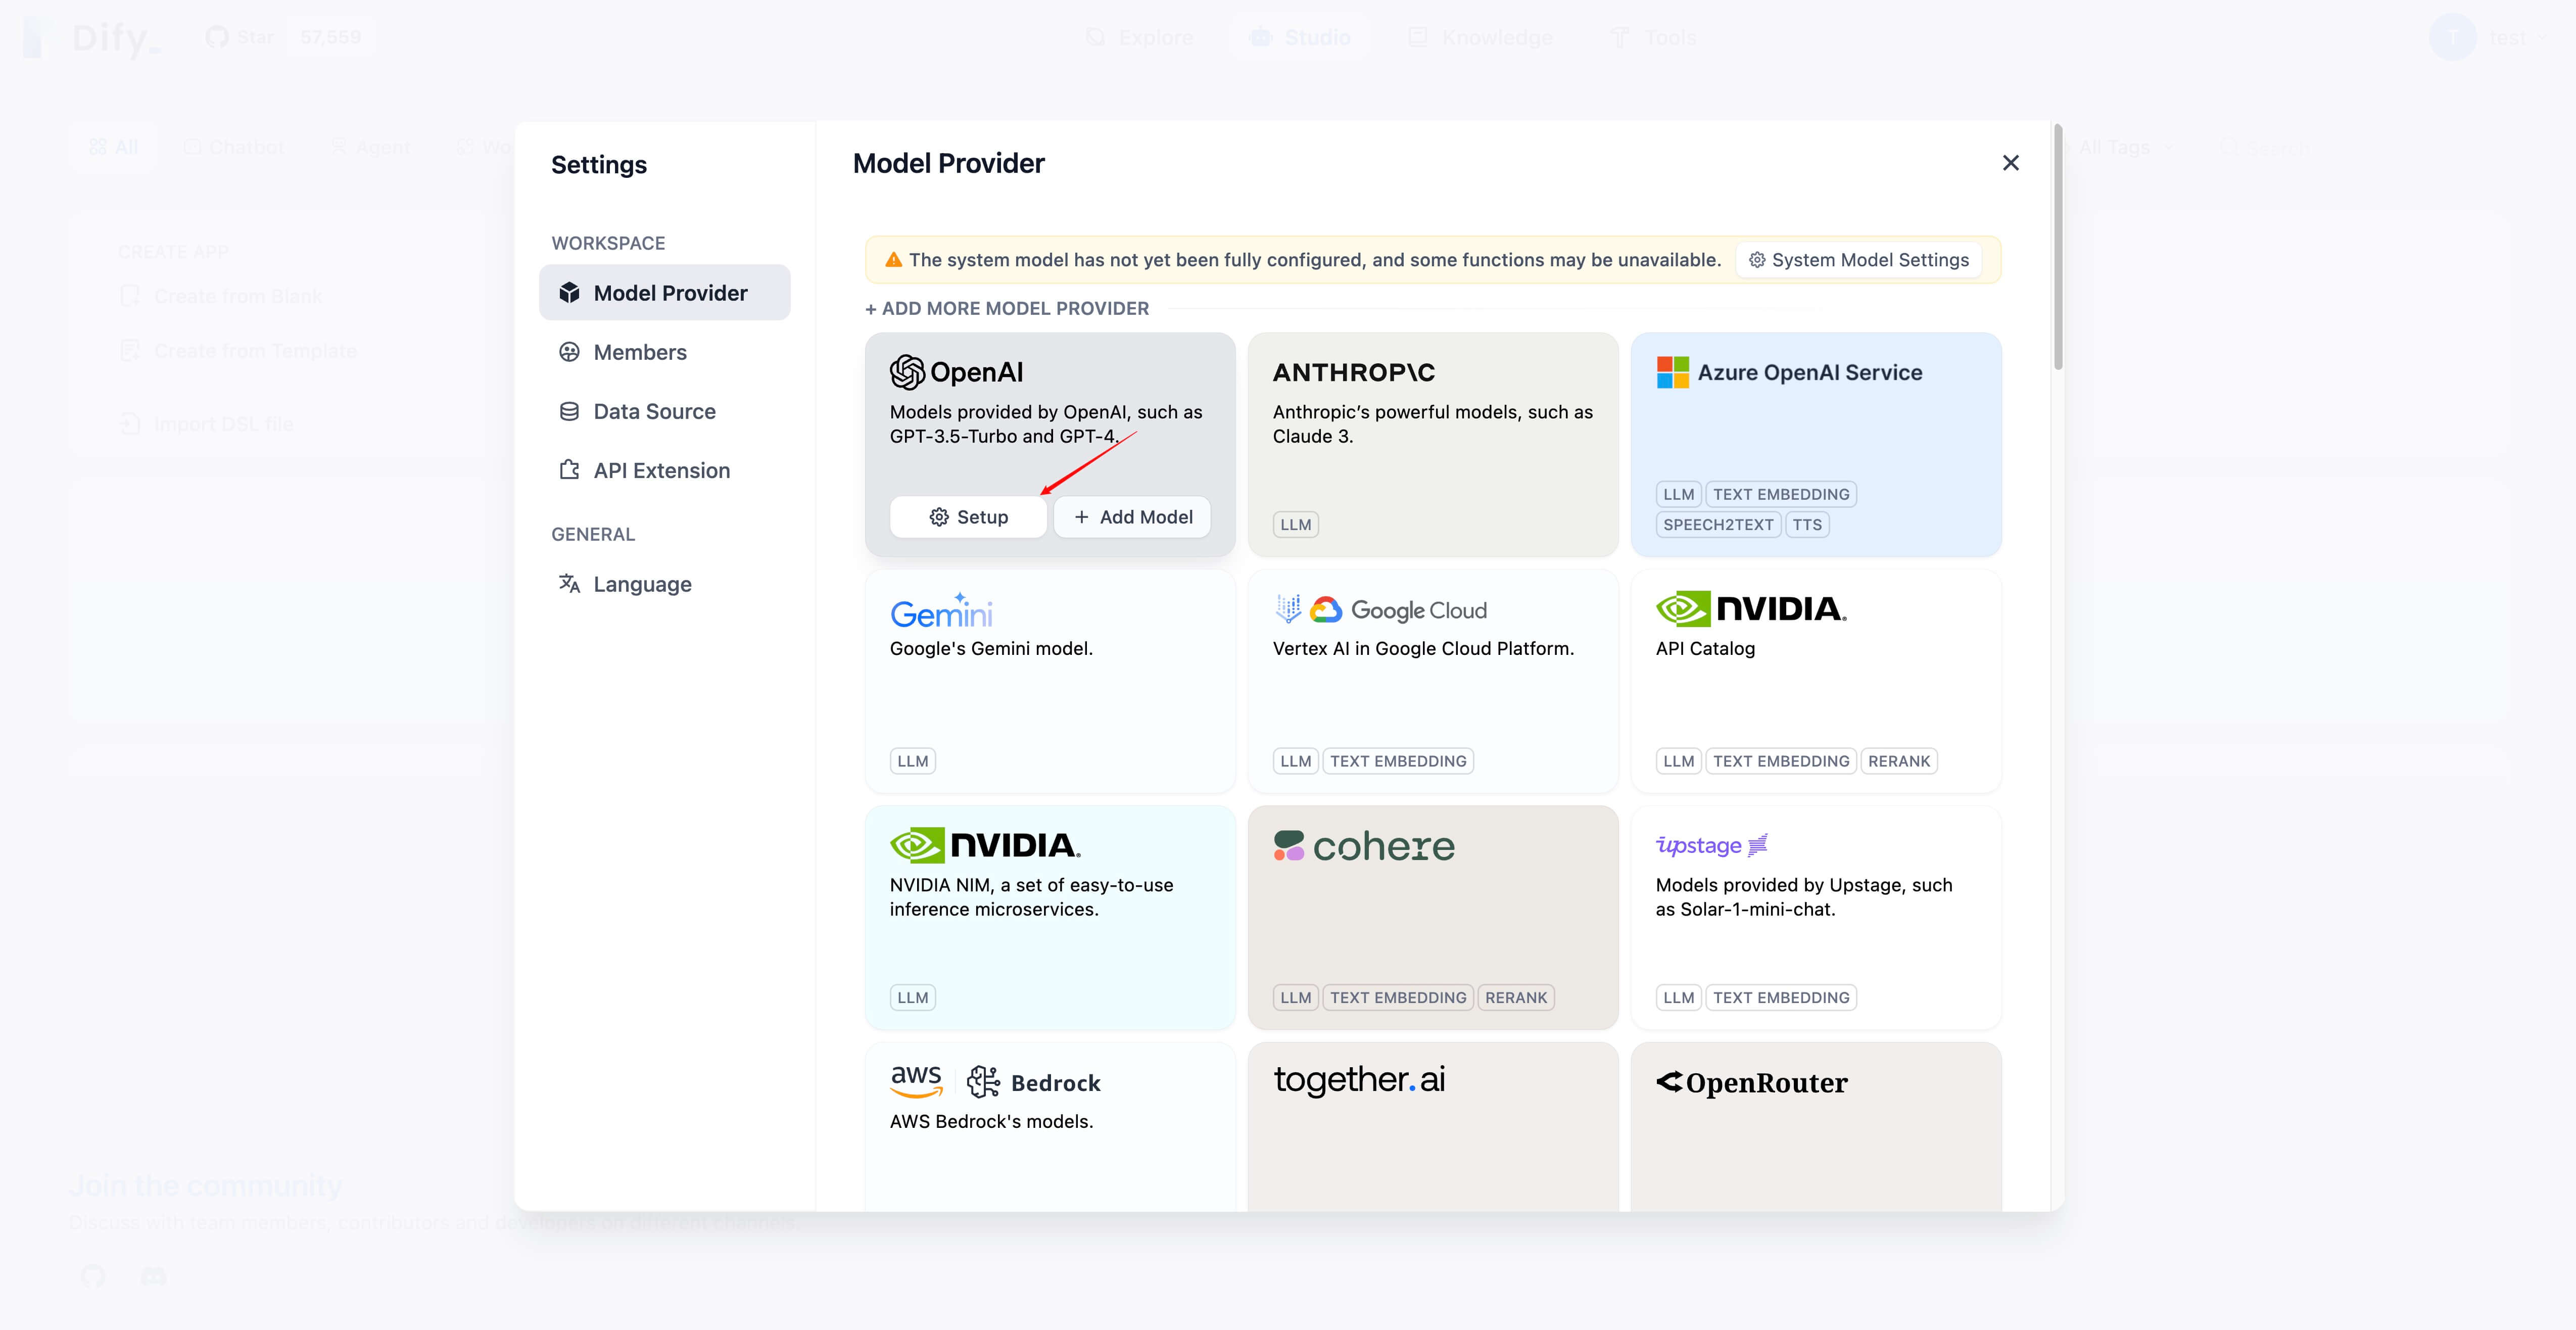 Dify_
Star 57,559
Explore
Studio
Knowledge
Tools
T
test
All
Chatbot
Agent
Wo
All Tags
Search
CREATE APP
Create from Blank
Create from Template
Import DSL file
Join the community
Discuss with team members, contributors and developers on different channels.
Settings
WORKSPACE
Model Provider
Members
Data Source
API Extension
GENERAL
Language
Model Provider
The system model has not yet been fully configured, and some functions may be unavailable.
System Model Settings
+ ADD MORE MODEL PROVIDER
OpenAI
Models provided by OpenAI, such as
GPT-3.5-Turbo and GPT-4.
Setup
+ Add Model
ANTHROP\C
Anthropic’s powerful models, such as
Claude 3.
LLM
Azure OpenAI Service
LLM TEXT EMBEDDING
SPEECH2TEXT TTS
Gemini
Google's Gemini model.
LLM
Google Cloud
Vertex AI in Google Cloud Platform.
LLM TEXT EMBEDDING
NVIDIA.
API Catalog
LLM TEXT EMBEDDING RERANK
NVIDIA.
NVIDIA NIM, a set of easy-to-use
inference microservices.
LLM
cohere
LLM TEXT EMBEDDING RERANK
upstage
Models provided by Upstage, such
as Solar-1-mini-chat.
LLM TEXT EMBEDDING
aws Bedrock
AWS Bedrock's models.
together.ai
OpenRouter